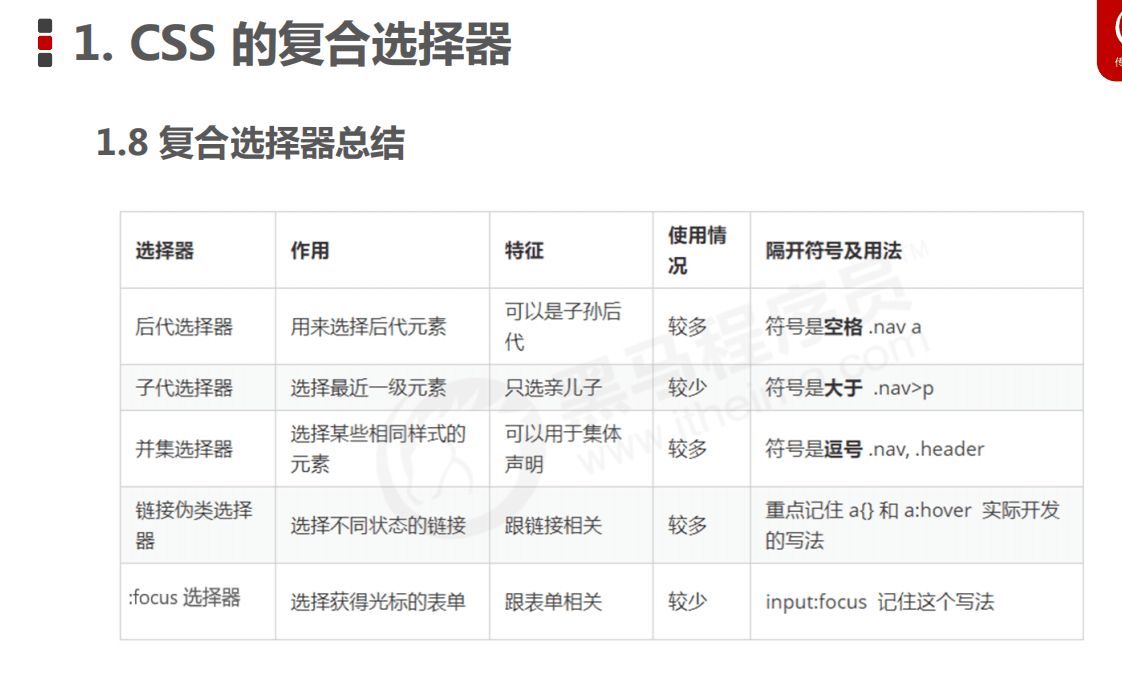 1. CSS 的复合选择器
传
1.8 复合选择器总结
选择器 作用 特征 使用情况 隔开符号及用法
后代选择器 用来选择后代元素 可以是子孙后代 较多 符号是空格 .nav a
子代选择器 选择最近一级元素 只选亲儿子 较少 符号是大于 .nav>p
并集选择器 选择某些相同样式的元素 可以用于集体声明 较多 符号是逗号 .nav, .header
链接伪类选择器 选择不同状态的链接 跟链接相关 较多 重点记住 a{} 和 a:hover 实际开发的写法
:focus 选择器 选择获得光标的表单 跟表单相关 较少 input:focus 记住这个写法
黑马程序员™
www.itheima.com